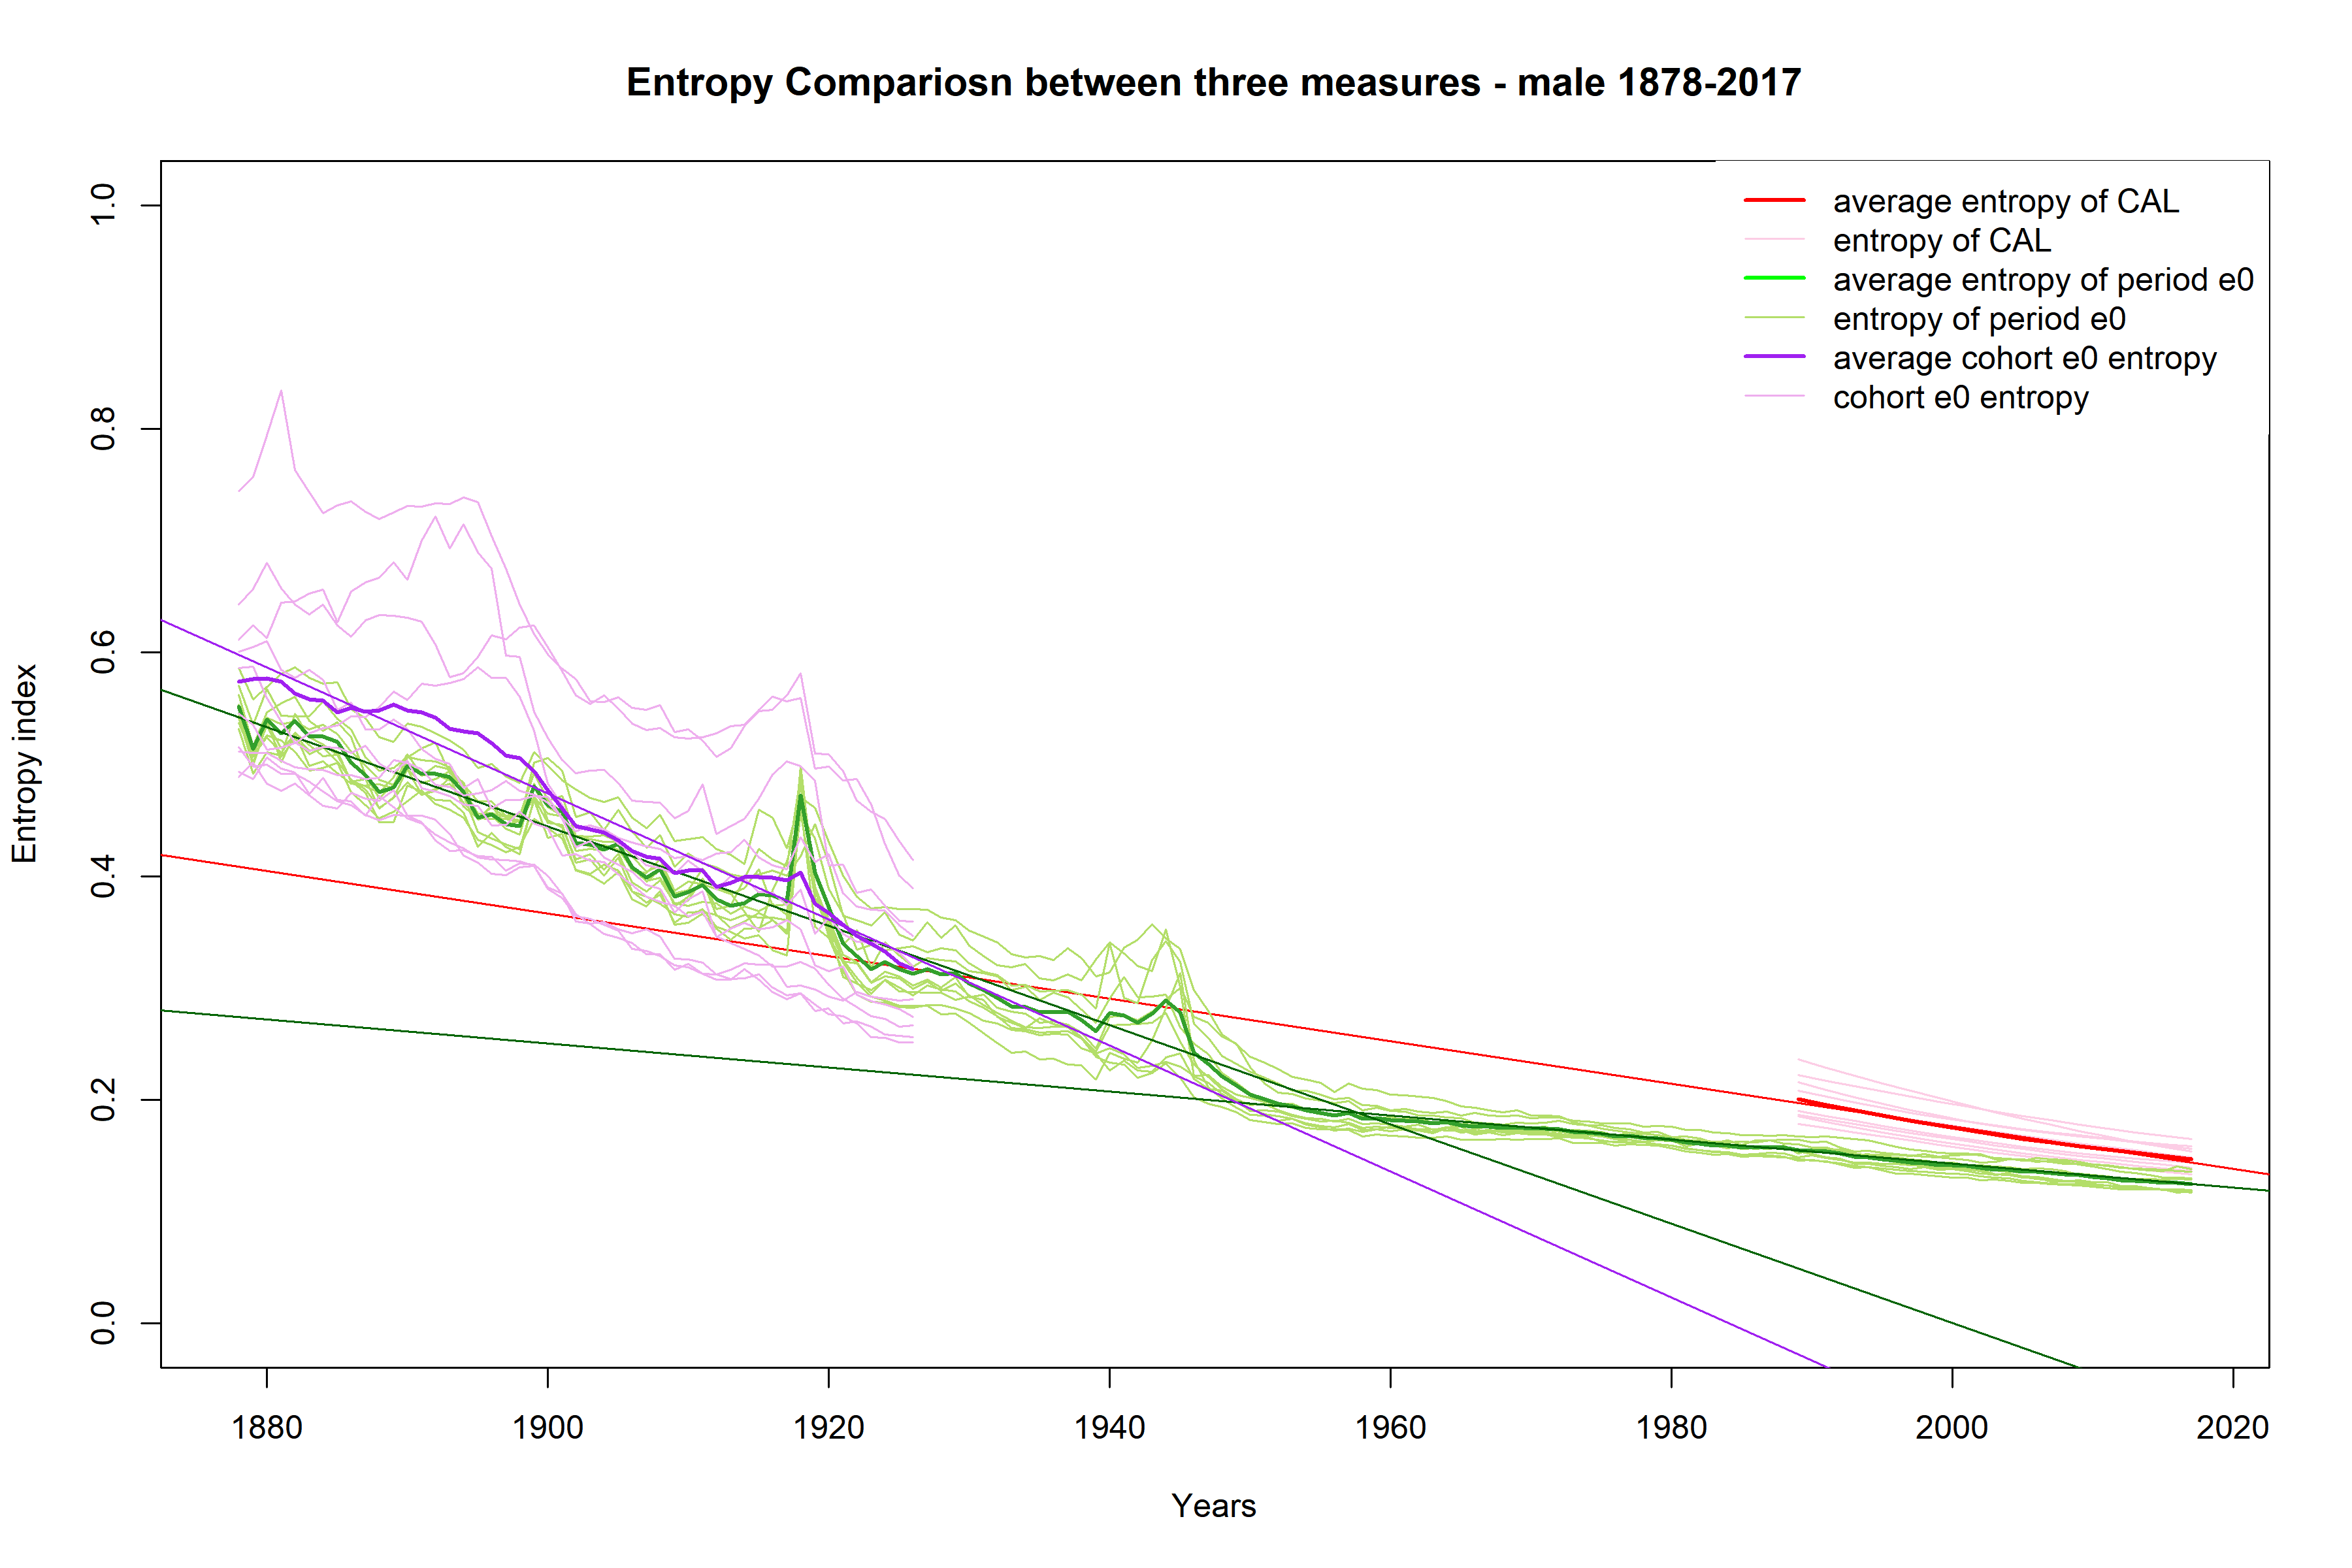 Entropy Compariosn between three measures - male 1878-2017
average entropy of CAL
entropy of CAL
average entropy of period e0
entropy of period e0
average cohort e0 entropy
cohort e0 entropy
Entropy index
1.0
0.8
0.6
0.4
0.2
0.0
1880 1900 1920 1940 1960 1980 2000 2020
Years